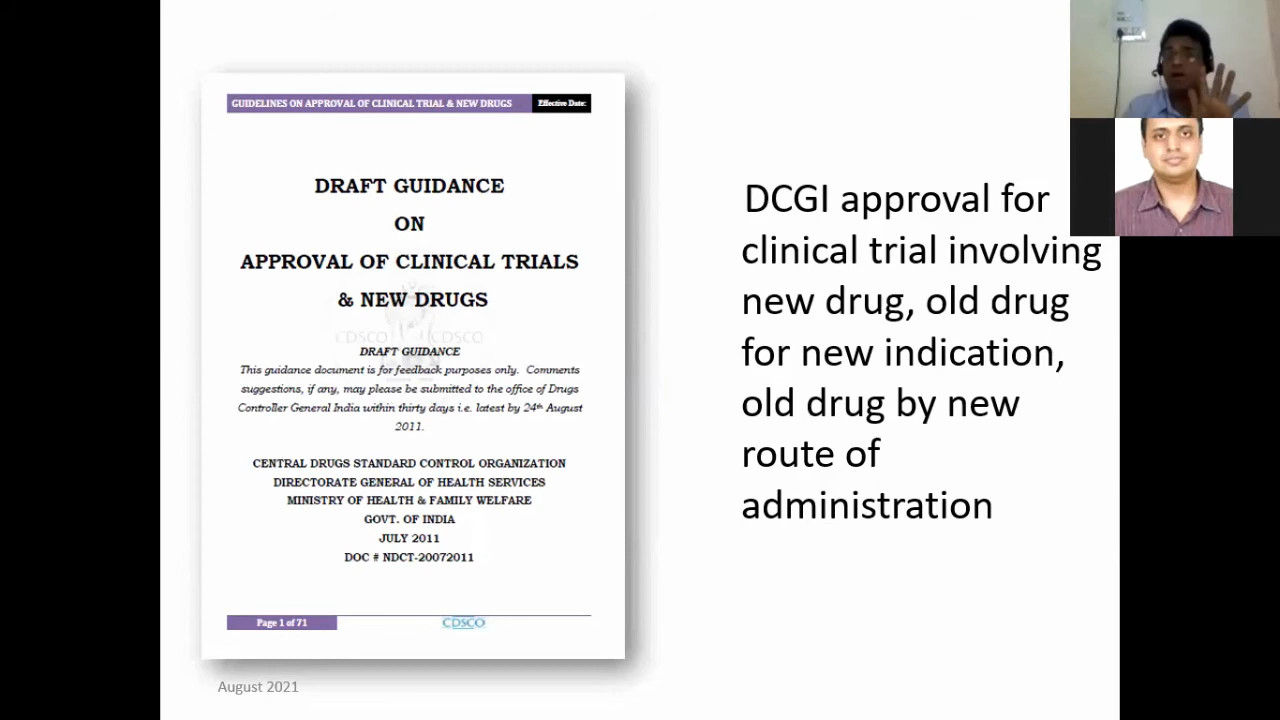 GUIDELINES ON APPROVAL OF CLINICAL TRIAL & NEW DRUGS Effective Date:
DRAFT GUIDANCE
ON
APPROVAL OF CLINICAL TRIALS
& NEW DRUGS
CDSCO CDSCO
DRAFT GUIDANCE
This guidance document is for feedback purposes only. Comments
suggestions, if any, may please be submitted to the office of Drugs
Controller General India within thirty days i.e. latest by 24th August
2011.
CENTRAL DRUGS STANDARD CONTROL ORGANIZATION
DIRECTORATE GENERAL OF HEALTH SERVICES
MINISTRY OF HEALTH & FAMILY WELFARE
GOVT. OF INDIA
JULY 2011
DOC # NDCT-20072011
Page 1 of 71
CDSCO
August 2021
DCGI approval for
clinical trial involving
new drug, old drug
for new indication,
old drug by new
route of
administration